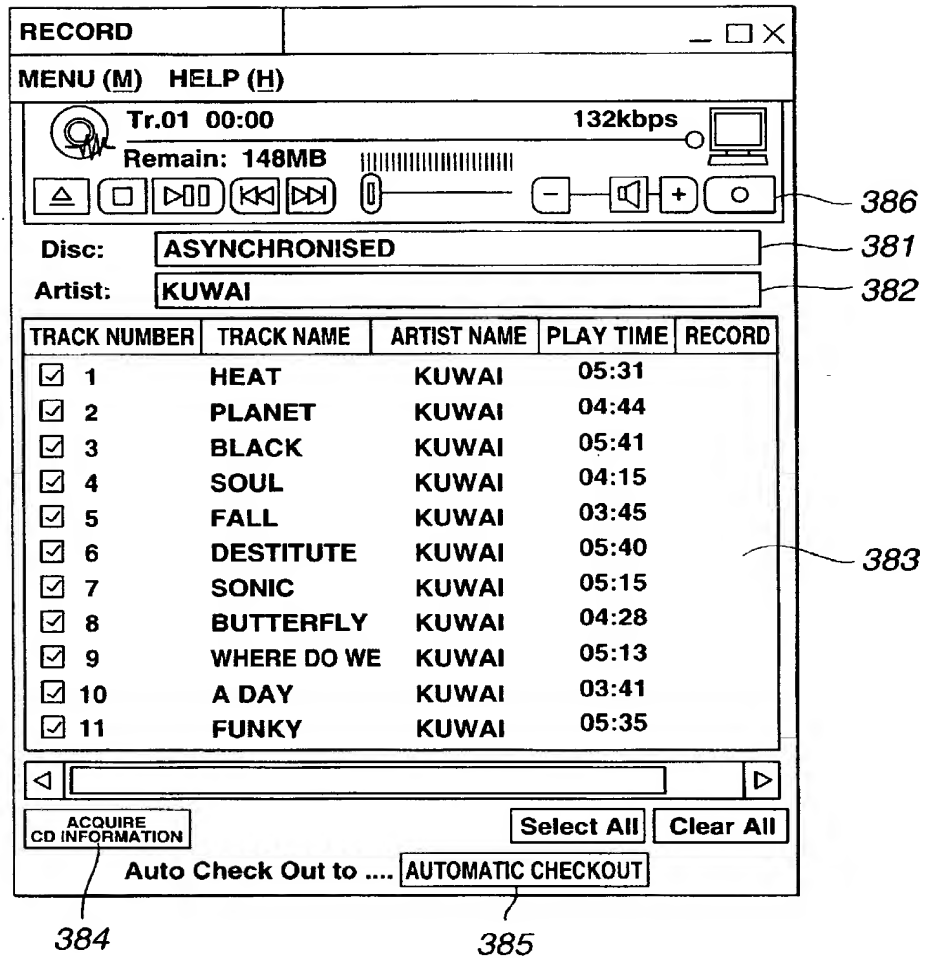 RECORD
MENU (M) HELP (H)
Tr.01 00:00 132kbps
Remain: 148MB
386
Disc: ASYNCHRONISED 381
Artist: KUWAI 382
TRACK NUMBER TRACK NAME ARTIST NAME PLAY TIME RECORD
1 HEAT KUWAI 05:31
2 PLANET KUWAI 04:44
3 BLACK KUWAI 05:41
4 SOUL KUWAI 04:15
5 FALL KUWAI 03:45
6 DESTITUTE KUWAI 05:40
383
7 SONIC KUWAI 05:15
8 BUTTERFLY KUWAI 04:28
9 WHERE DO WE KUWAI 05:13
10 A DAY KUWAI 03:41
11 FUNKY KUWAI 05:35
ACQUIRE
CD INFORMATION
Select All Clear All
Auto Check Out to .... AUTOMATIC CHECKOUT
384 385